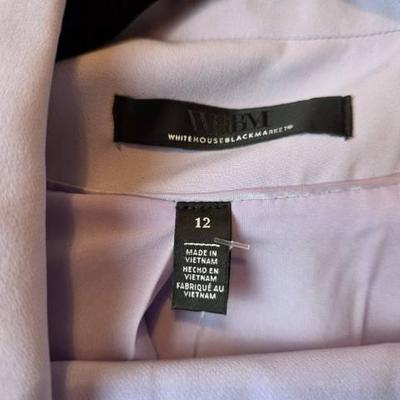 WHBM
WHITEHOUSEBLACKMARKET
12
MADE IN
VIETNAM
HECHO EN
VIETNAM
FABRIQUÉ AU
VIETNAM